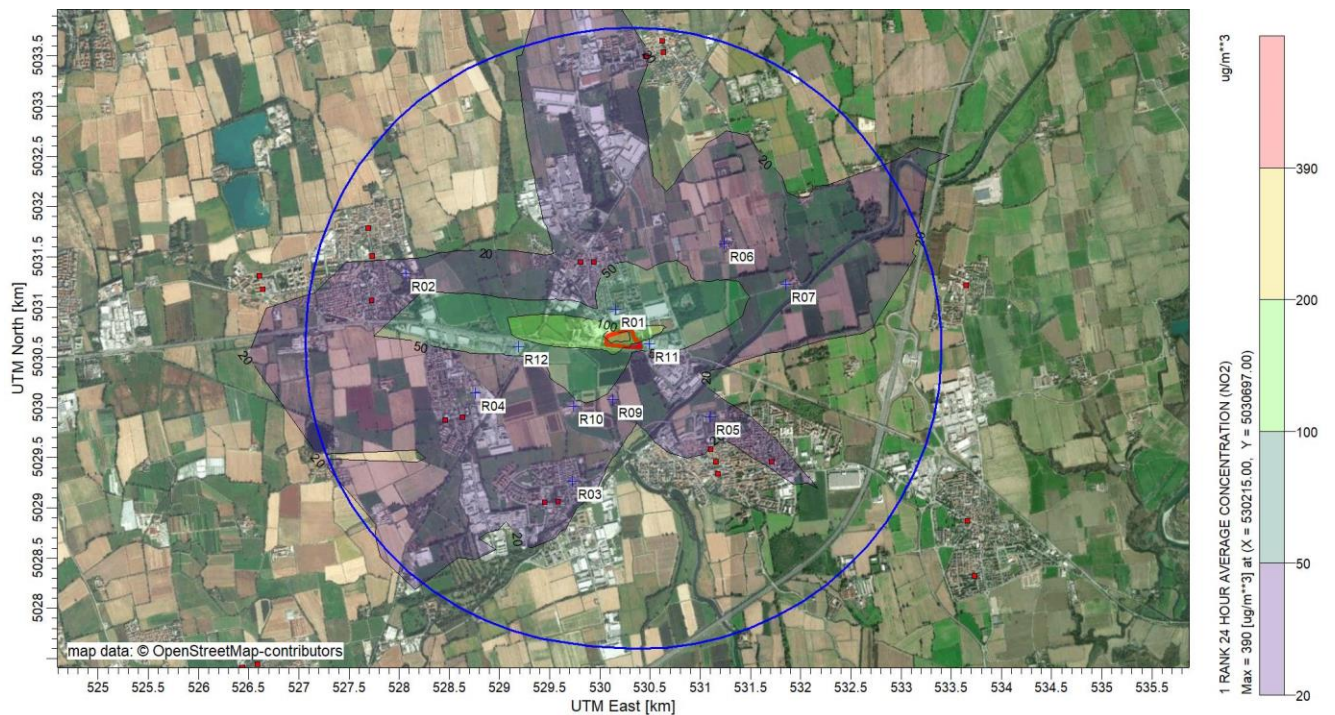 5033.5
5033
5032.5
5032
5031.5
5031
5030.5
5030
5029.5
5029
5028.5
5028
UTM North [km]
20
20
20
50
R06
R07
R02
20
100
R01
50
R12
R11
20
20
R04
R10
R09
R05
20
R03
20
map data: © OpenStreetMap-contributors
525 525.5 526 526.5 527 527.5 528 528.5 529 529.5 530 530.5 531 531.5 532 532.5 533 533.5 534 534.5 535 535.5
UTM East [km]
ug/m**3
390
200
100
50
20
1 RANK 24 HOUR AVERAGE CONCENTRATION (NO2)
Max = 390 [ug/m**3] at (X = 530215.00, Y = 5030697.00)